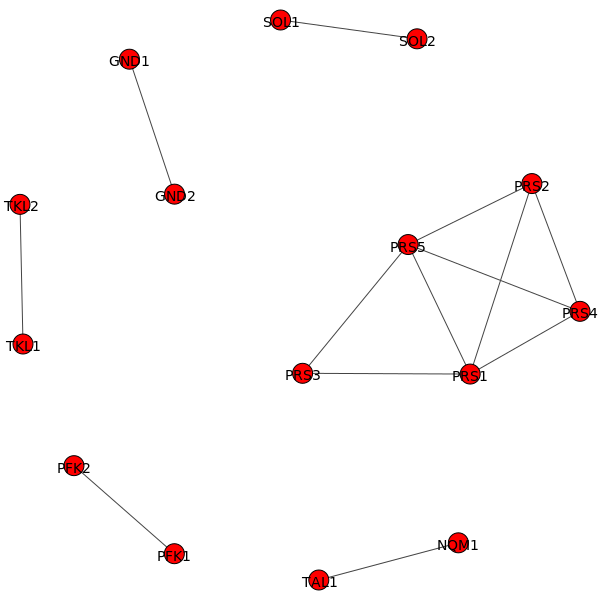 SOL1
SOL2
GND1
PRS2
GND2
TKL2
PRS5
PRS4
TKL1
PRS3
PRS1
PFK2
NQM1
PFK1
TAL1